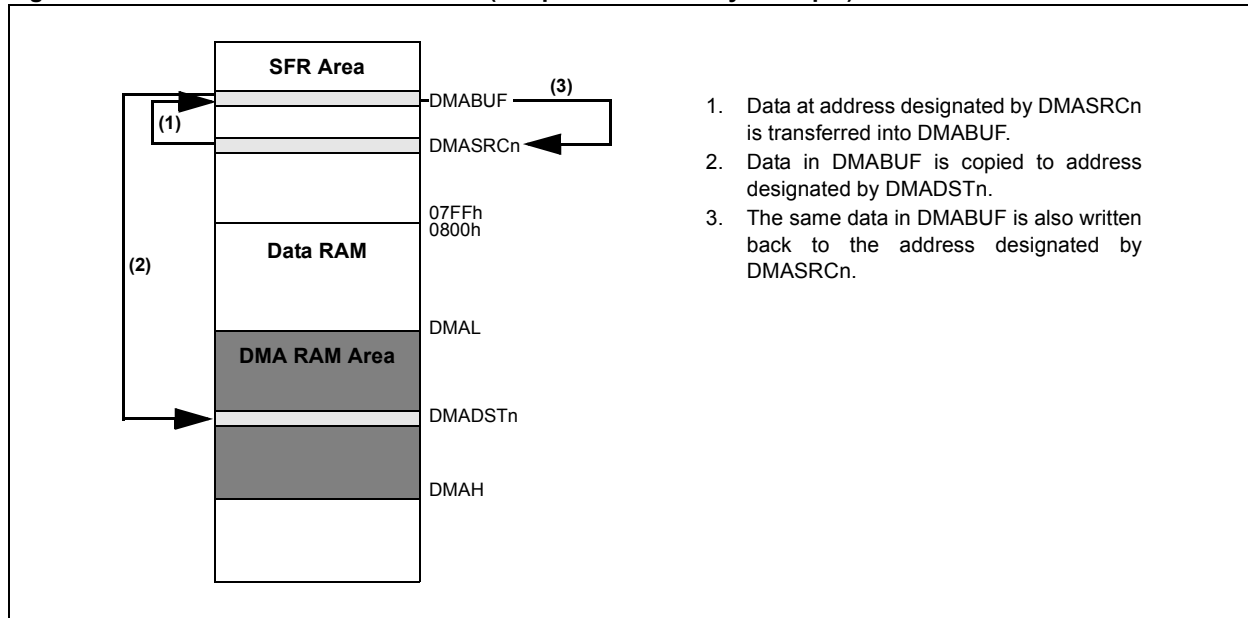 SFR Area
DMABUF
(3)
(1)
DMASRCn
07FFh
0800h
Data RAM
(2)
DMAL
DMA RAM Area
DMADSTn
DMAH
1. Data at address designated by DMASRCn
is transferred into DMABUF.
2. Data in DMABUF is copied to address
designated by DMADSTn.
3. The same data in DMABUF is also written
back to the address designated by
DMASRCn.